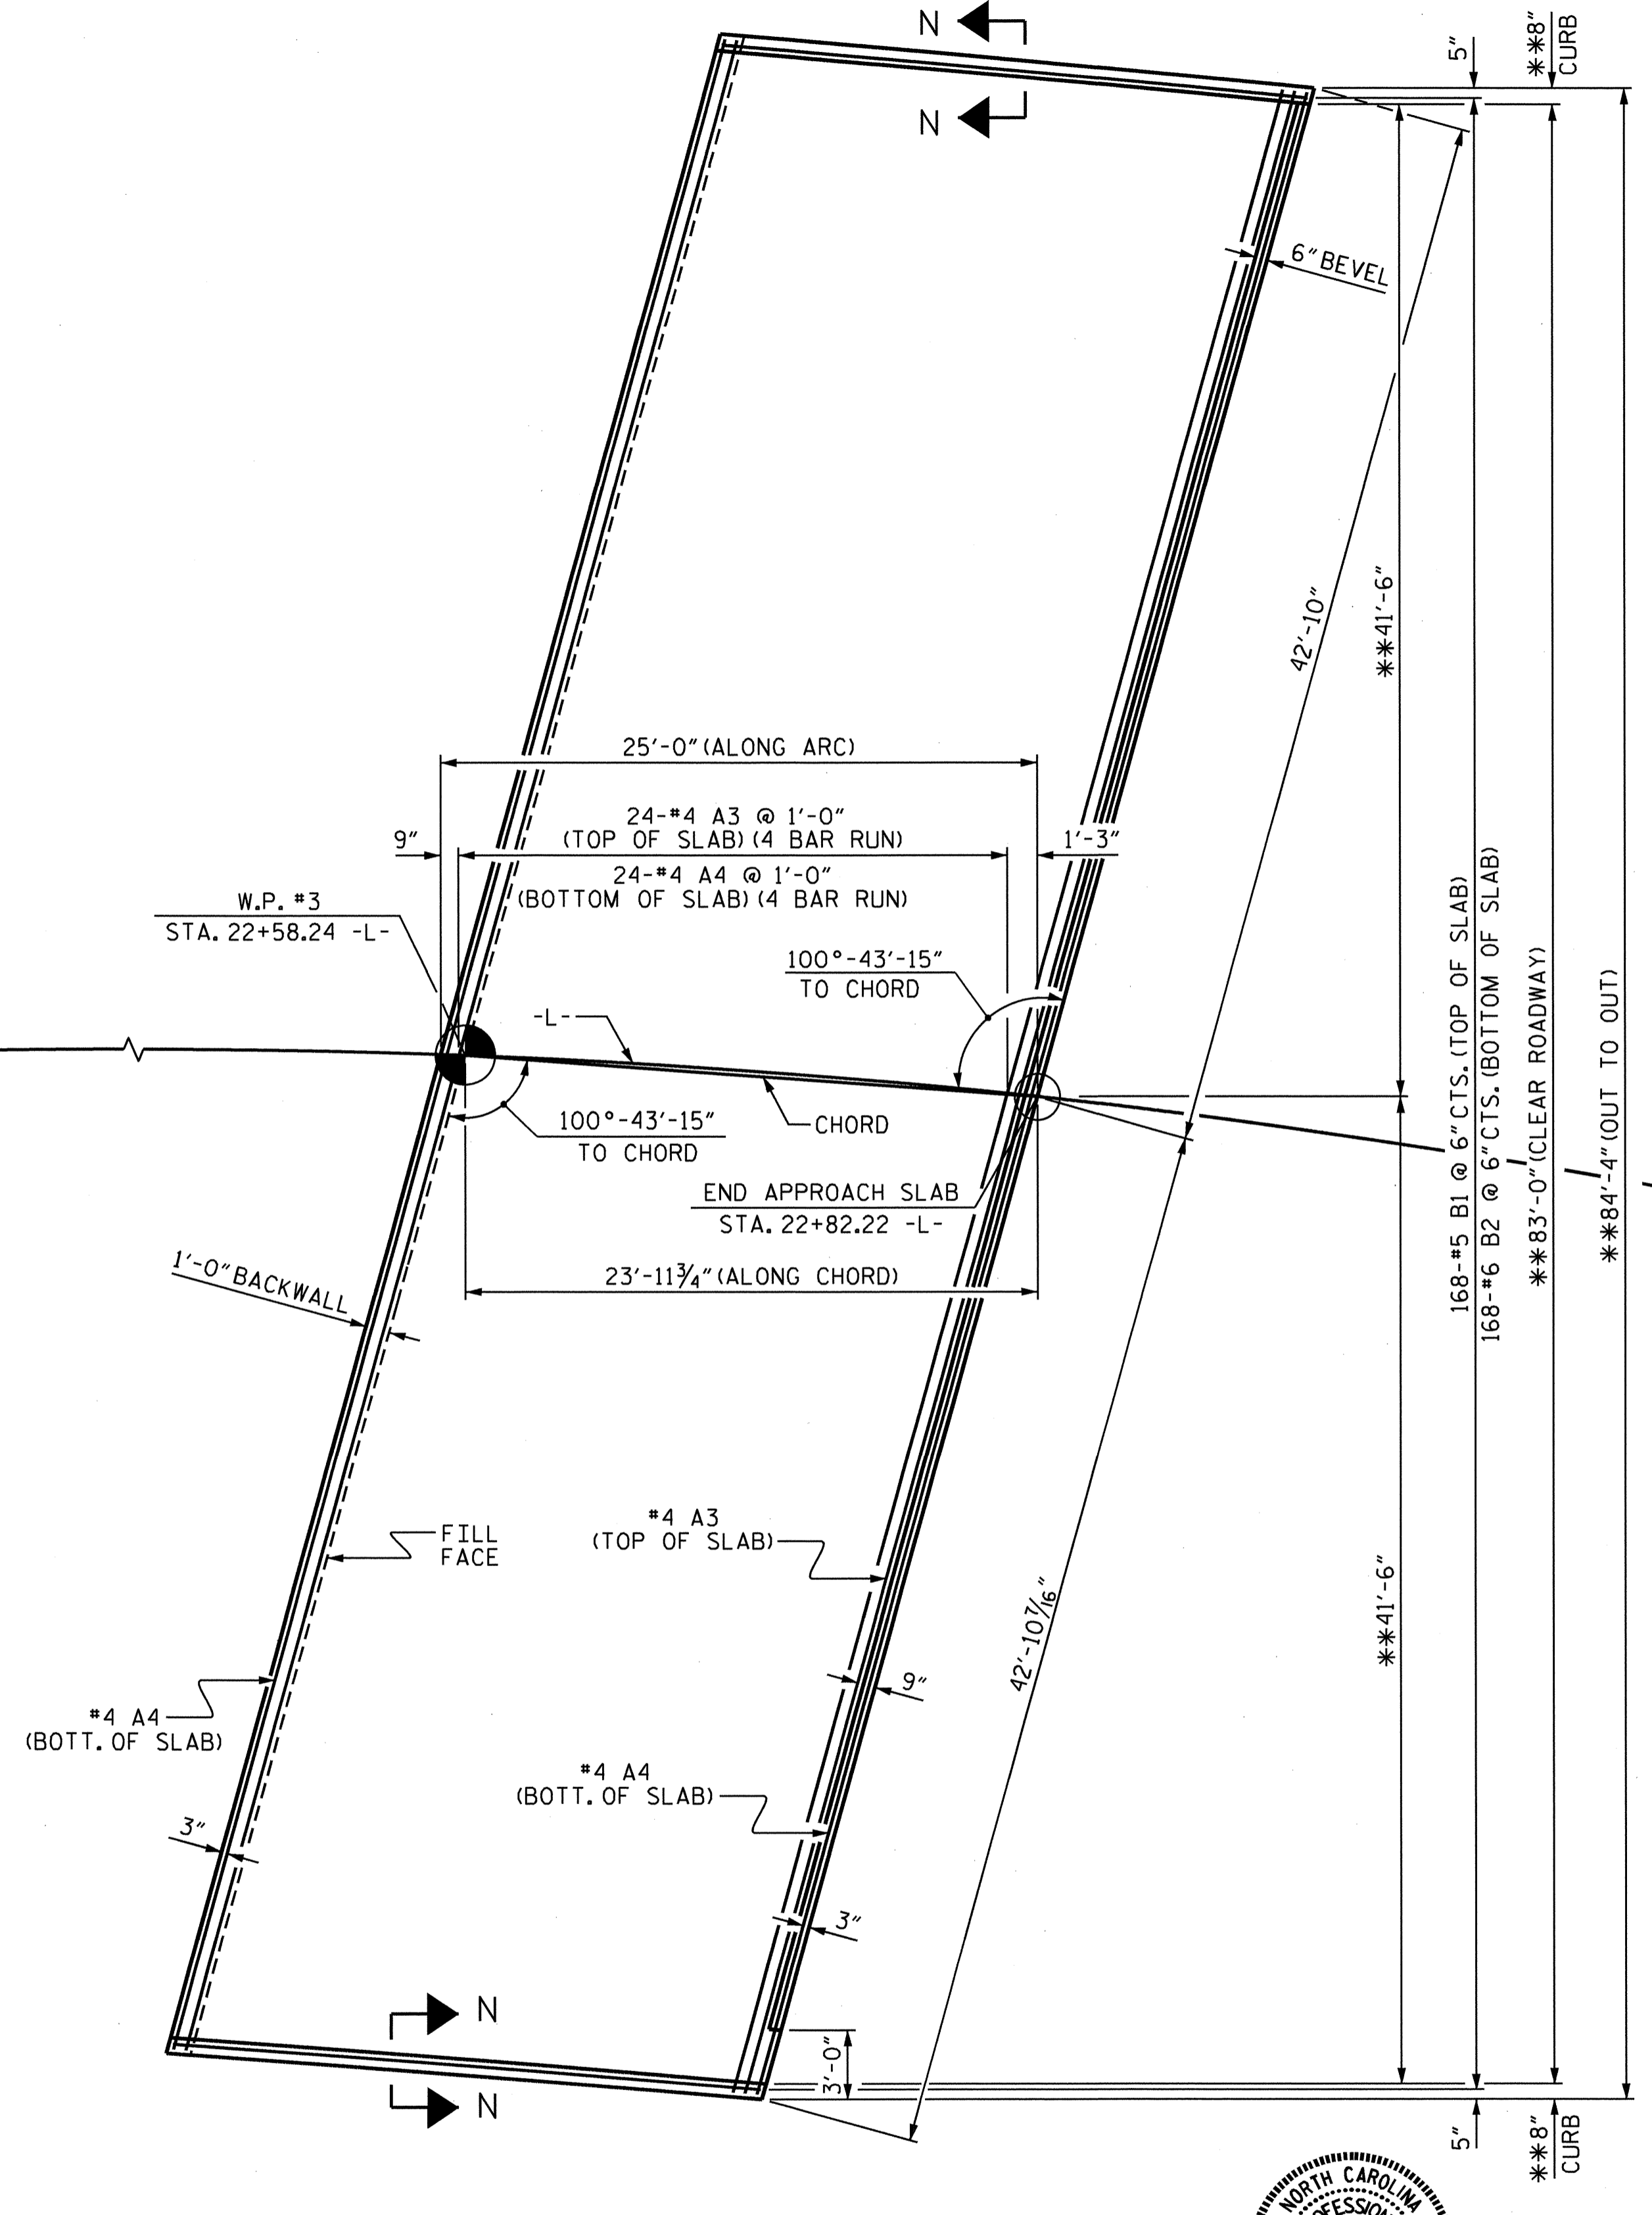 N
5"
**8"
CURB
N
6" BEVEL
42'-10"
**41'-6"
25'-0" (ALONG ARC)
24-#4 A3 @ 1'-0"
(TOP OF SLAB) (4 BAR RUN)
9"
1'-3"
24-#4 A4 @ 1'-0"
(BOTTOM OF SLAB) (4 BAR RUN)
W.P. #3
STA. 22+58.24 -L-
100°-43'-15"
TO CHORD
-L-
100°-43'-15"
TO CHORD
CHORD
END APPROACH SLAB
STA. 22+82.22 -L-
23'-11¾" (ALONG CHORD)
168-#5 B1 @ 6" CTS. (TOP OF SLAB)
168-#6 B2 @ 6" CTS. (BOTTOM OF SLAB)
**83'-0" (CLEAR ROADWAY)
**84'-4" (OUT TO OUT)
1'-0" BACKWALL
FILL
FACE
#4 A3
(TOP OF SLAB)
42'-10 7/16"
**41'-6"
9"
#4 A4
(BOTT. OF SLAB)
#4 A4
(BOTT. OF SLAB)
3"
3"
N
3'-0"
N
5"
**8"
CURB
NORTH CAROLINA